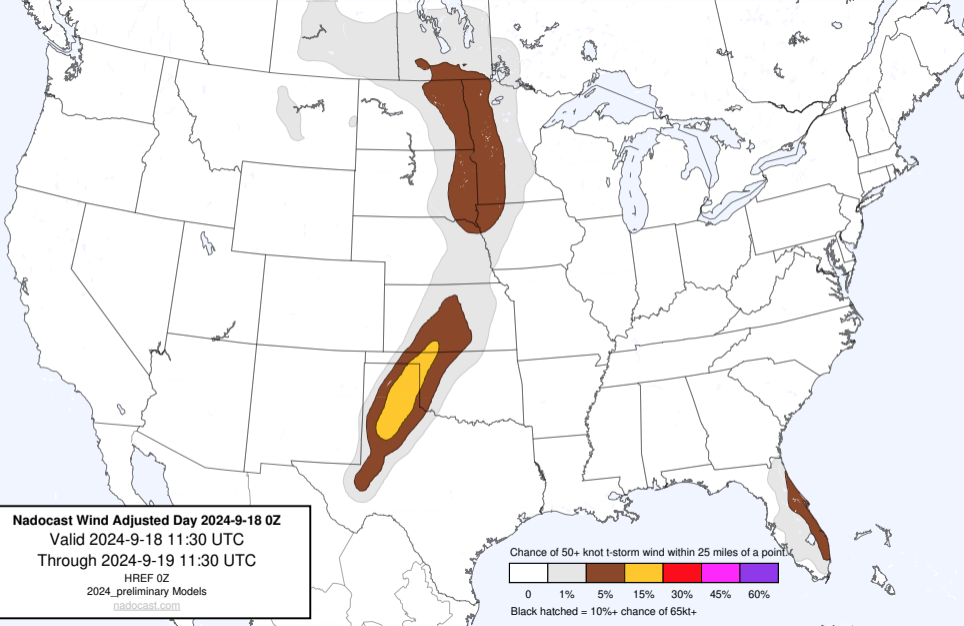 Nadocast Wind Adjusted Day 2024-9-18 0Z
Valid 2024-9-18 11:30 UTC
Through 2024-9-19 11:30 UTC
HREF 0Z
2024_preliminary Models
nadocast.com
Chance of 50+ knot t-storm wind within 25 miles of a point.
0 1% 5% 15% 30% 45% 60%
Black hatched = 10%+ chance of 65kt+